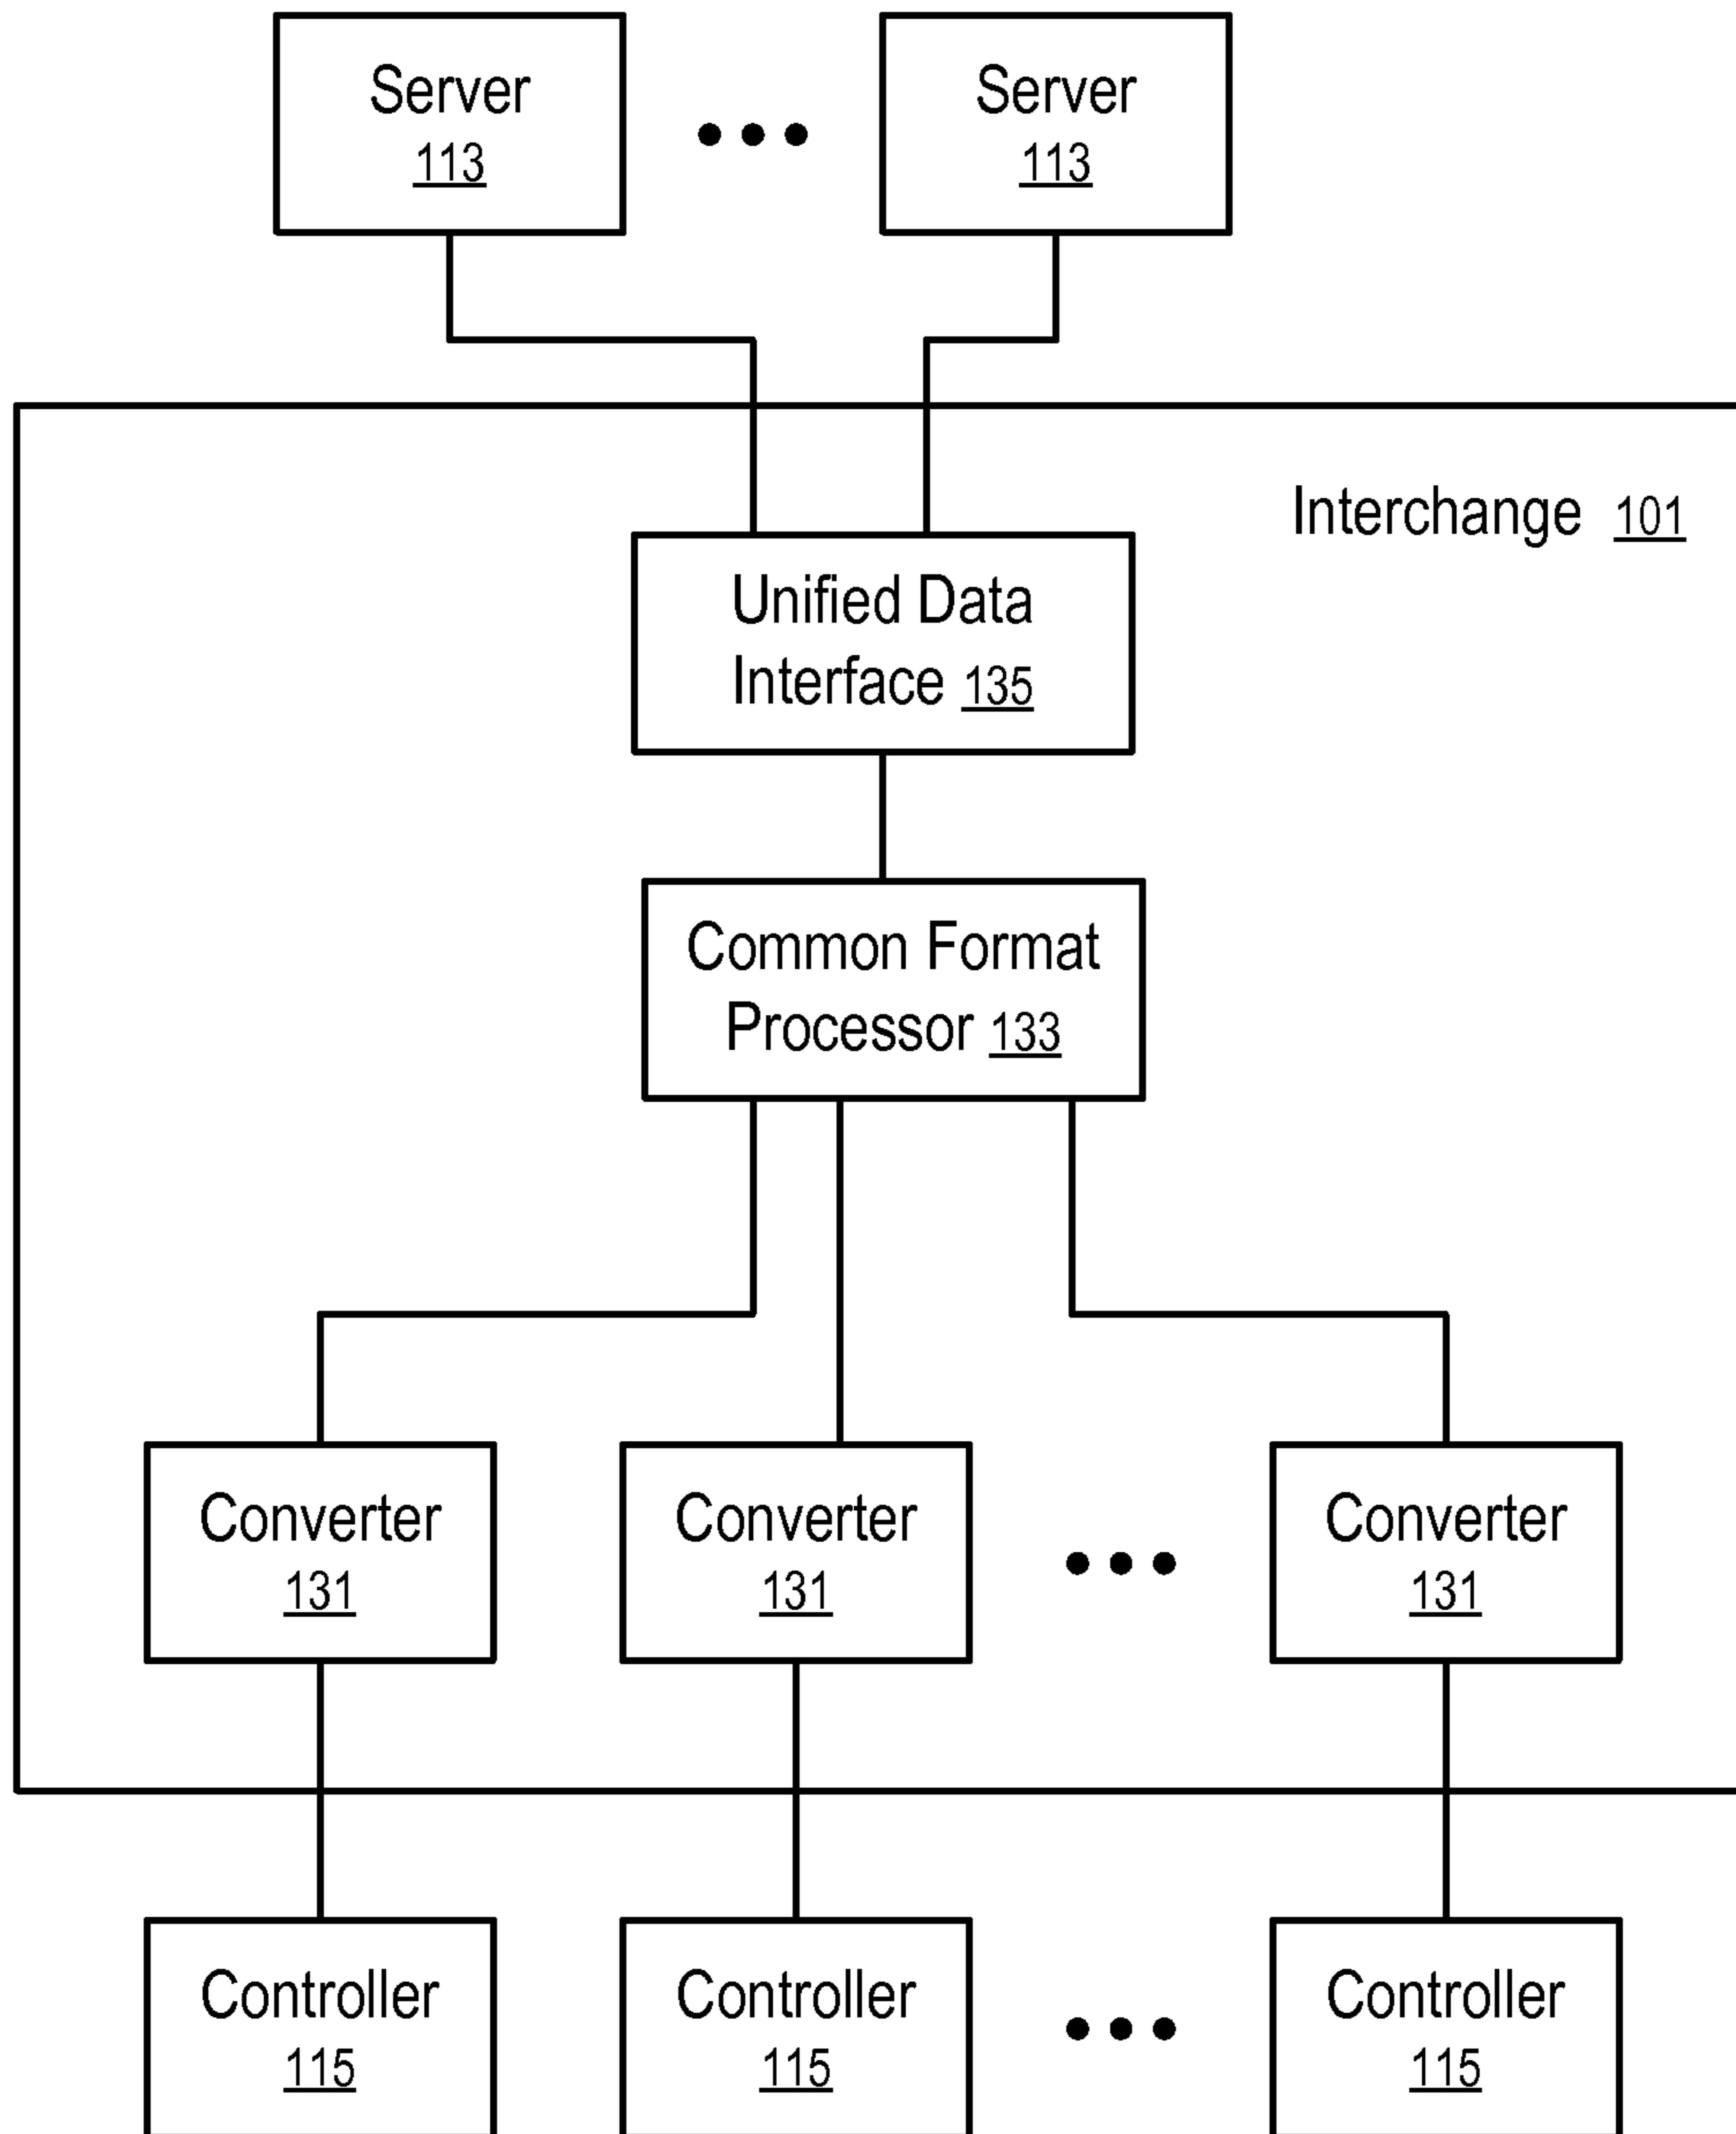 Server
113
Server
113
Interchange 101
Unified Data
Interface 135
Common Format
Processor 133
Converter
131
Converter
131
Converter
131
Controller
115
Controller
115
Controller
115